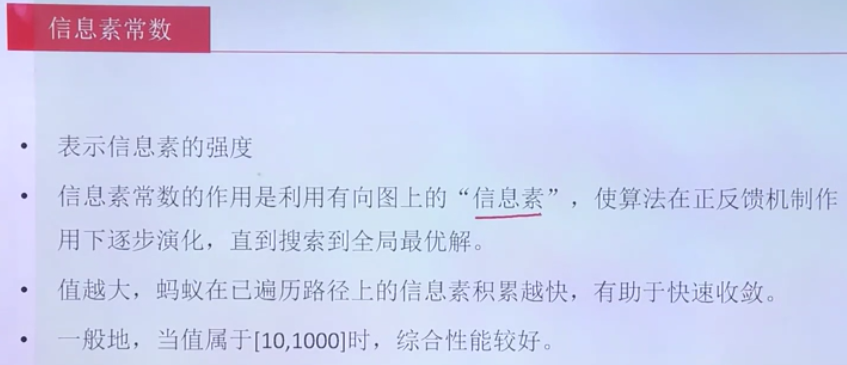 信息素常数
• 表示信息素的强度
• 信息素常数的作用是利用有向图上的“信息素”，使算法在正反馈机制作
用下逐步演化，直到搜索到全局最优解。
• 值越大，蚂蚁在已遍历路径上的信息素积累越快，有助于快速收敛。
• 一般地，当值属于[10,1000]时，综合性能较好。